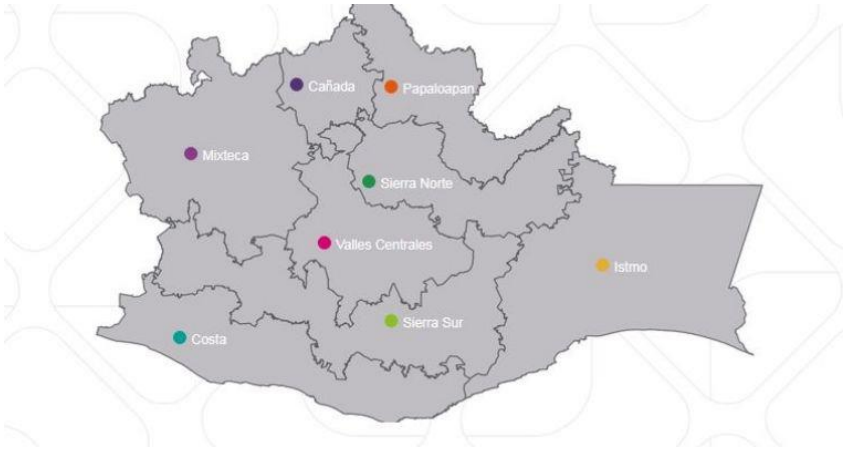 Cañada
Papaloapan
Mixteca
Sierra Norte
Valles Centrales
Istmo
Sierra Sur
Costa